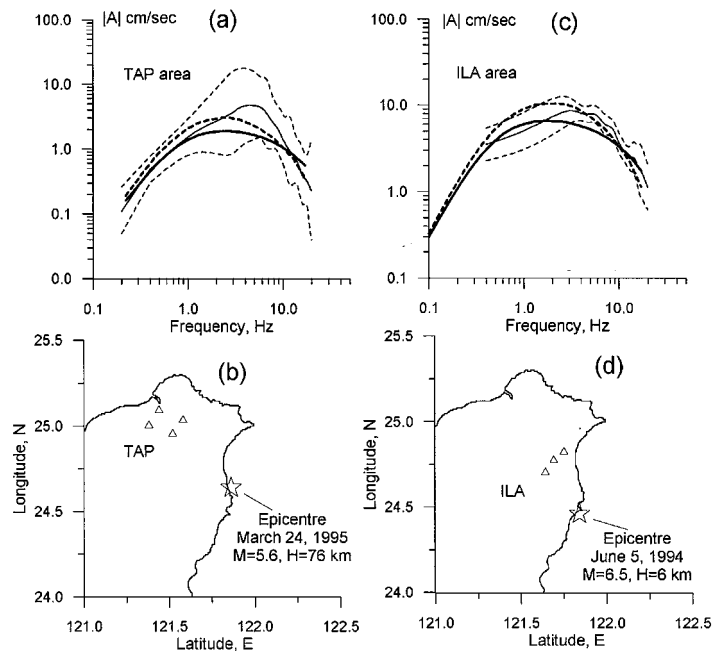 |A| cm/sec
(a)
TAP area
100.0
10.0
1.0
0.1
0.0
0.1
1.0
10.0
Frequency, Hz
|A| cm/sec
(c)
ILA area
100.0
10.0
1.0
0.1
0.1
1.0
10.0
Frequency, Hz
(b)
25.5
25.0
24.5
24.0
Longitude, N
TAP
Epicentre
March 24, 1995
M=5.6, H=76 km
121.0
121.5
122.0
122.5
Latitude, E
(d)
25.5
25.0
24.5
24.0
Longitude, N
ILA
Epicentre
June 5, 1994
M=6.5, H=6 km
121.0
121.5
122.0
122.5
Latitude, E